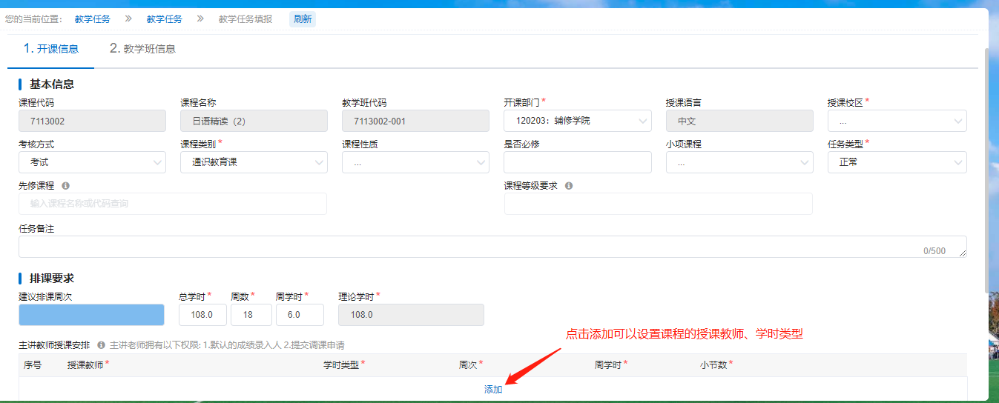 您的当前位置： 教学任务 » 教学任务 » 教学任务填报 刷新
1. 开课信息 2. 教学班信息
基本信息
课程代码 课程名称 教学班代码 开课部门* 授课语言 授课校区*
7113002 日语精读（2） 7113002-001 120203：辅修学院 中文 ...
考核方式 课程类别* 课程性质 是否必修 小项课程 任务类型*
考试 通识教育课 ... ... 正常
先修课程 课程等级要求
输入课程名称或代码查询
任务备注
0/500
排课要求
建议排课周次 总学时* 周数* 周学时* 理论学时*
108.0 18 6.0 108.0
点击添加可以设置课程的授课教师、学时类型
主讲教师授课安排 主讲老师拥有以下权限: 1.默认的成绩录入人 2.提交调课申请
序号 授课教师* 学时类型* 周次* 周学时* 小节数*
添加